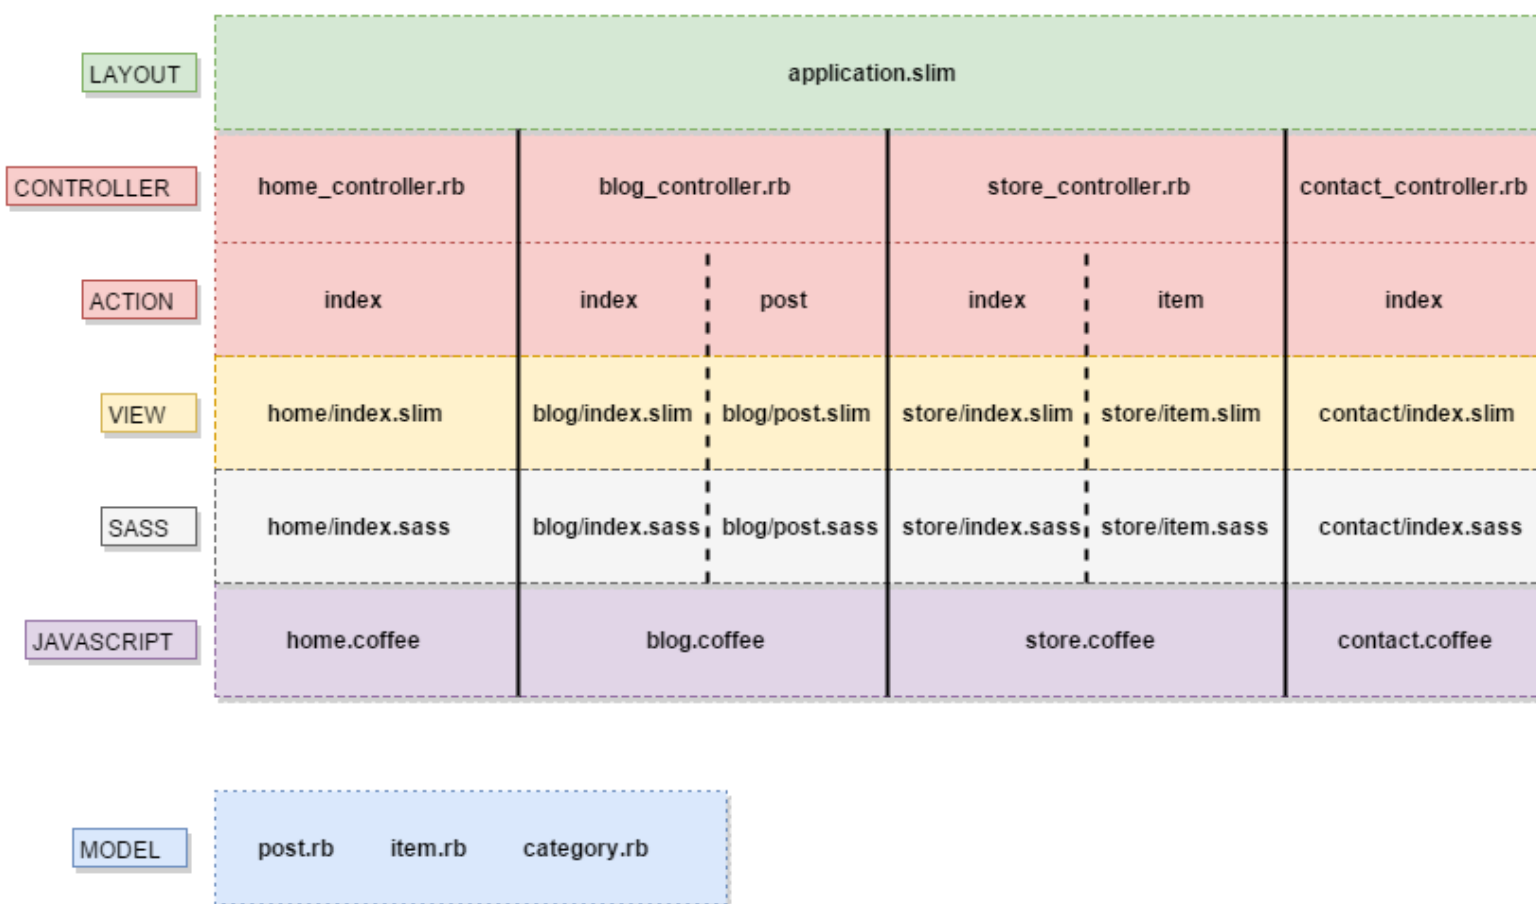 LAYOUT
application.slim
CONTROLLER
home_controller.rb
blog_controller.rb
store_controller.rb
contact_controller.rb
ACTION
index
index
post
index
item
index
VIEW
home/index.slim
blog/index.slim
blog/post.slim
store/index.slim
store/item.slim
contact/index.slim
SASS
home/index.sass
blog/index.sass
blog/post.sass
store/index.sass
store/item.sass
contact/index.sass
JAVASCRIPT
home.coffee
blog.coffee
store.coffee
contact.coffee
MODEL
post.rb
item.rb
category.rb